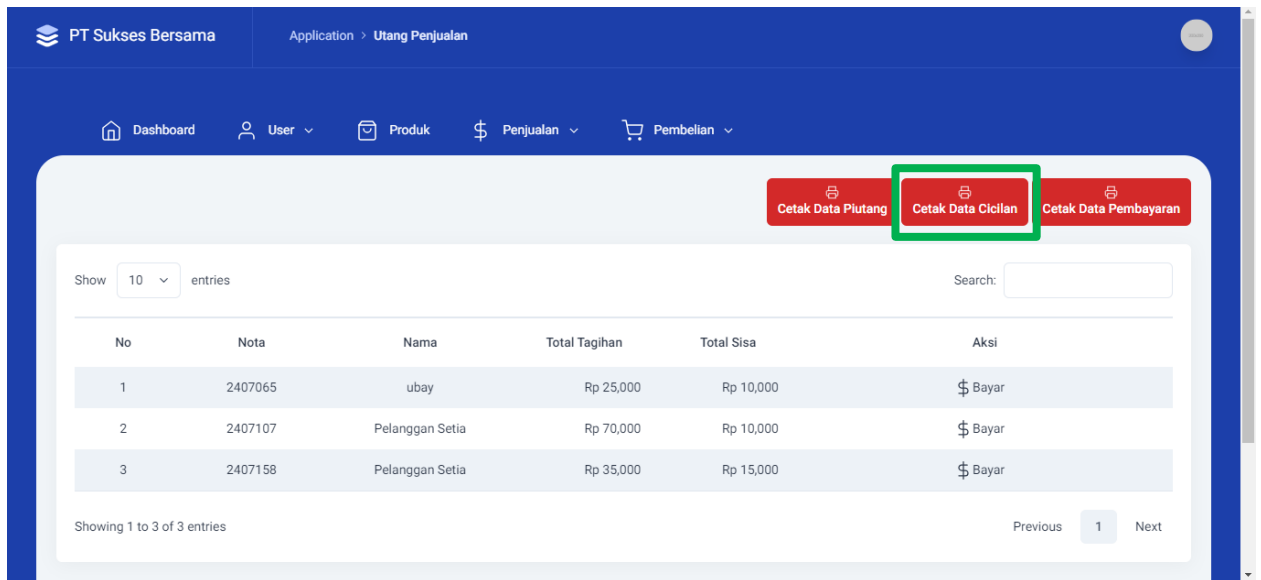 PT Sukses Bersama
Application > Utang Penjualan
Dashboard User Produk Penjualan Pembelian
Cetak Data Piutang Cetak Data Cicilan Cetak Data Pembayaran
Show 10 entries Search:
No Nota Nama Total Tagihan Total Sisa Aksi
1 2407065 ubay Rp 25,000 Rp 10,000 $ Bayar
2 2407107 Pelanggan Setia Rp 70,000 Rp 10,000 $ Bayar
3 2407158 Pelanggan Setia Rp 35,000 Rp 15,000 $ Bayar
Showing 1 to 3 of 3 entries Previous 1 Next